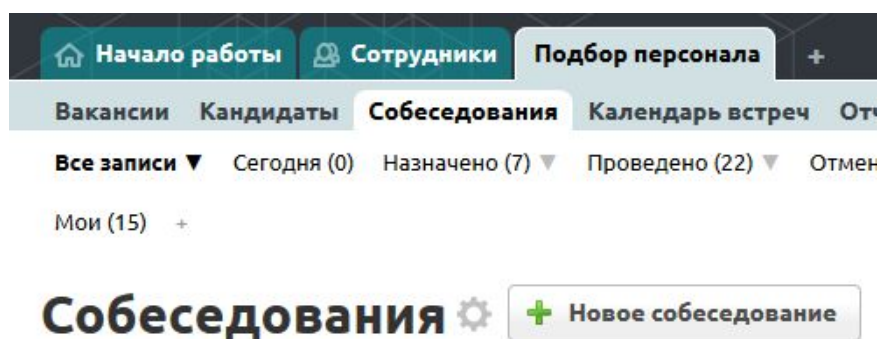 Начало работы Сотрудники Подбор персонала +
Вакансии Кандидаты Собеседования Календарь встреч
Все записи ▼ Сегодня (0) Назначено (7) ▼ Проведено (22) ▼
Мои (15) +
Собеседования + Новое собеседование